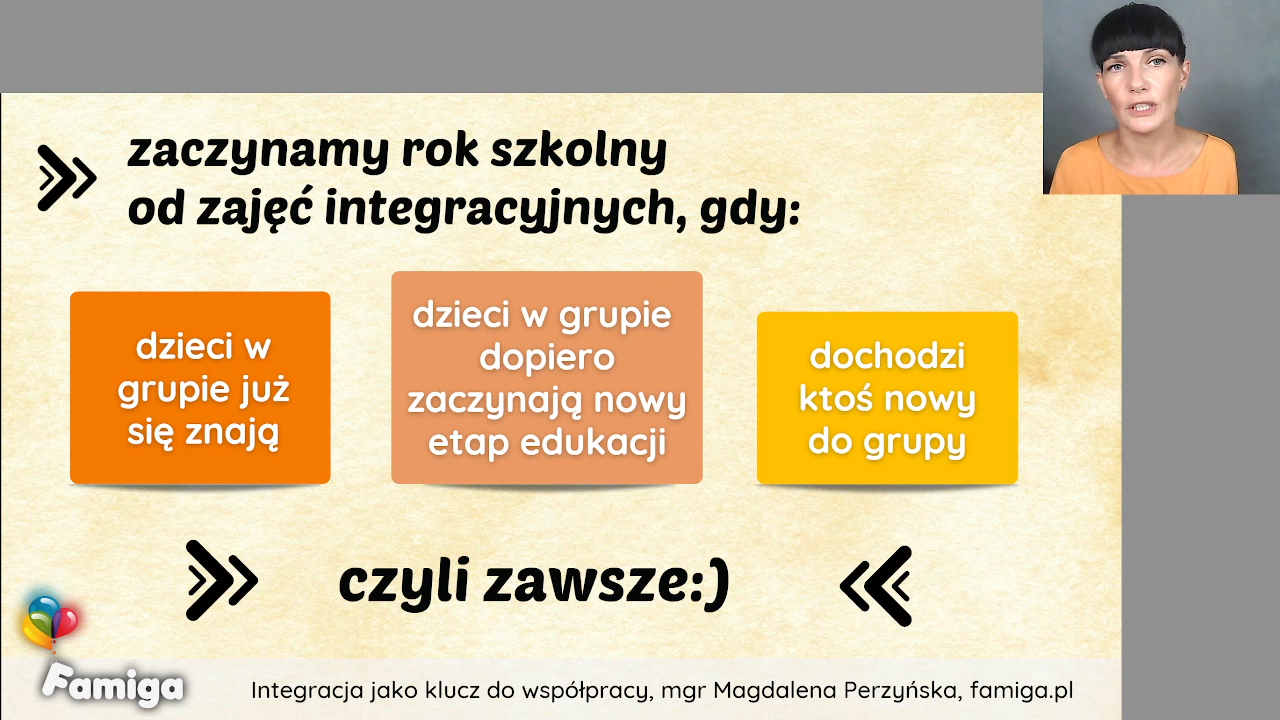 zaczynamy rok szkolny
od zajęć integracyjnych, gdy:
dzieci w
grupie już
się znają
dzieci w grupie
dopiero
zaczynają nowy
etap edukacji
dochodzi
ktoś nowy
do grupy
czyli zawsze:)
Famiga
Integracja jako klucz do współpracy, mgr Magdalena Perzyńska, famiga.pl